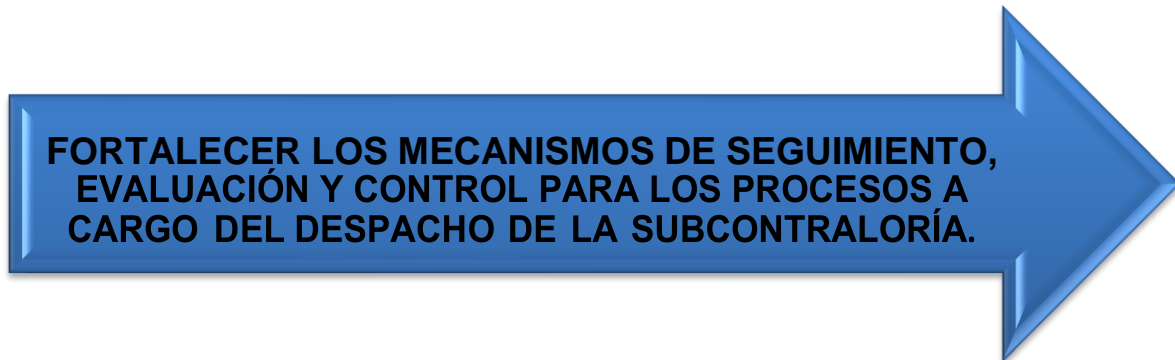 FORTALECER LOS MECANISMOS DE SEGUIMIENTO,
EVALUACIÓN Y CONTROL PARA LOS PROCESOS A
CARGO DEL DESPACHO DE LA SUBCONTRALORÍA.